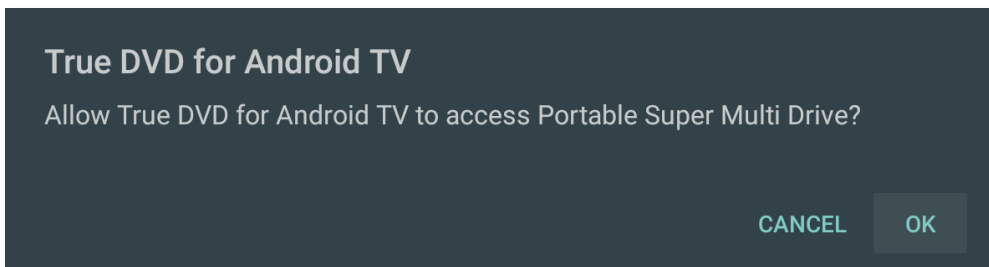 True DVD for Android TV
Allow True DVD for Android TV to access Portable Super Multi Drive?
CANCEL OK